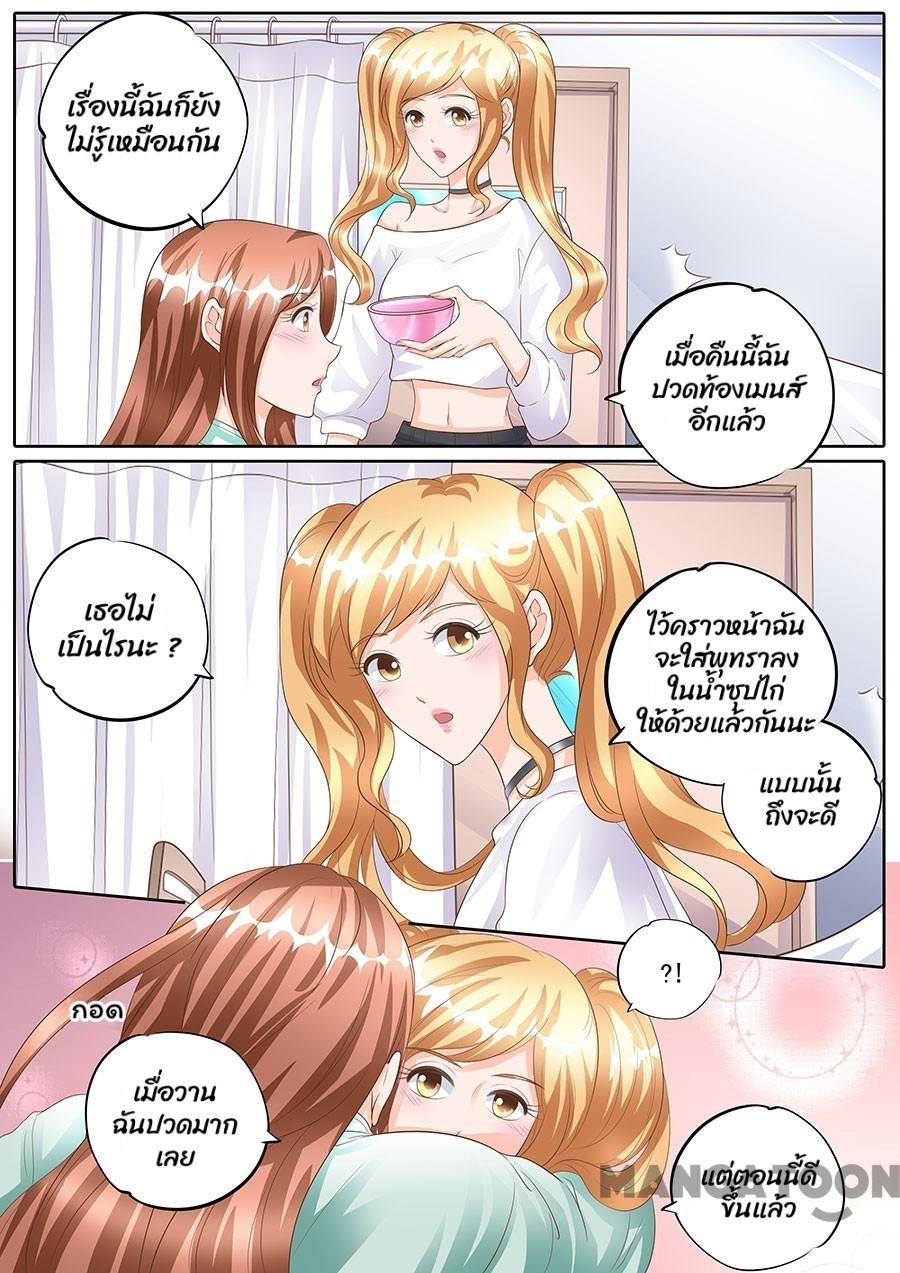 เรื่องนี้ฉันก็ยัง
ไม่รู้เหมือนกัน
เมื่อคืนนี้ฉัน
ปวดท้องเมนส์
อีกแล้ว
เธอไม่
เป็นไรนะ ?
ไว้คราวหน้าฉัน
จะใส่พุทราลง
ในน้ำซุปไก่
ให้ด้วยแล้วกันนะ
แบบนั้น
ถึงจะดี
?!
กอด
เมื่อวาน
ฉันปวดมาก
เลย
แต่ตอนนี้ดี
ขึ้นแล้ว
MANGATOON